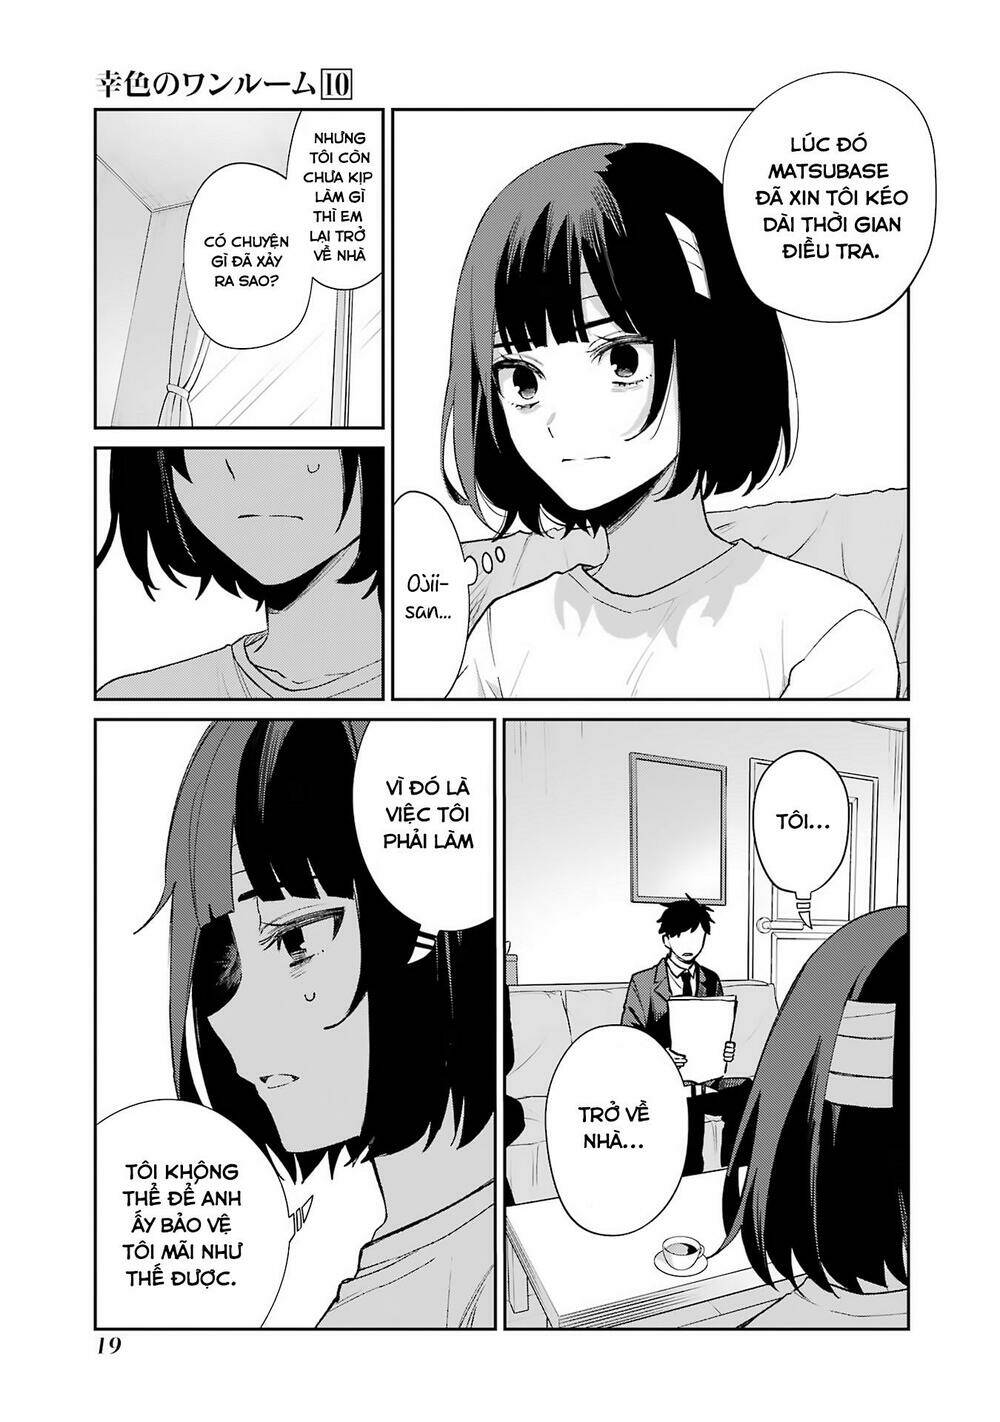 幸色のワンルーム10
LÚC ĐÓ
MATSUBASE
ĐÃ XIN TÔI KÉO
DÀI THỜI GIAN
ĐIỀU TRA.
Ojii-
san...
NHƯNG
TÔI CÒN
CHƯA KỊP
LÀM GÌ
THÌ EM
LẠI TRỞ
VỀ NHÀ
CÓ CHUYỆN
GÌ ĐÃ XẢY
RA SAO?
TÔI...
TRỞ VỀ
NHÀ...
VÌ ĐÓ LÀ
VIỆC TÔI
PHẢI LÀM
TÔI KHÔNG
THỂ ĐỂ ANH
ẤY BẢO VỆ
TÔI MÃI NHƯ
THẾ ĐƯỢC.
19